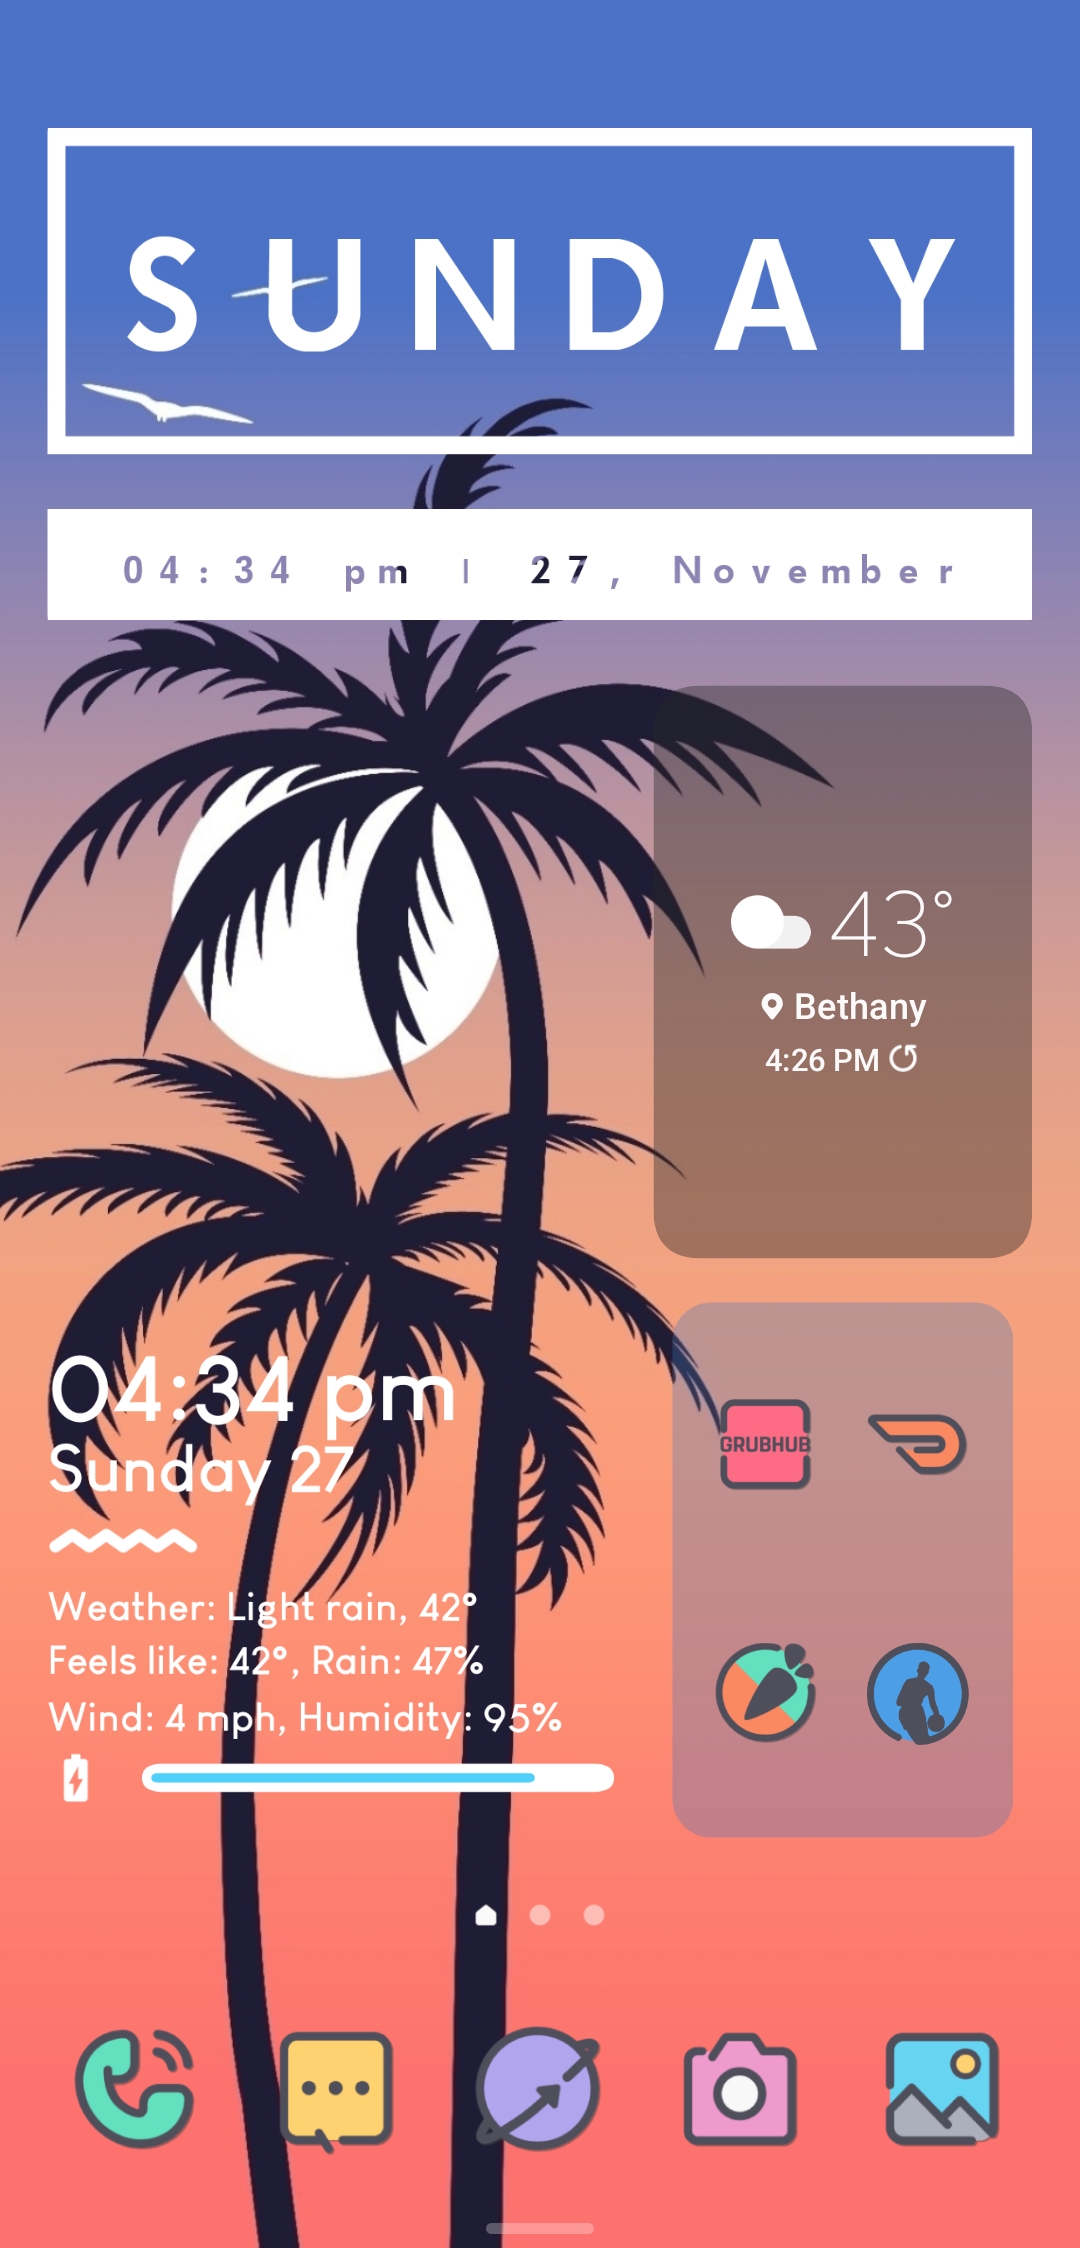 SUNDAY
04:34 pm | 27, November
43°
Bethany
4:26 PM
04:34 pm
Sunday 27
Weather: Light rain, 42°
Feels like: 42°, Rain: 47%
Wind: 4 mph, Humidity: 95%
GRUBHUB